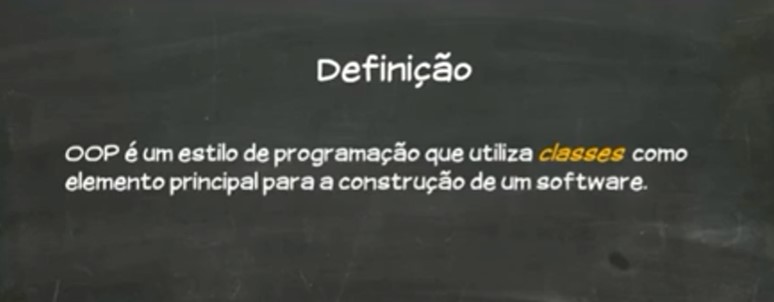 Definição
OOP é um estilo de programação que utiliza classes como
elemento principal para a construção de um software.